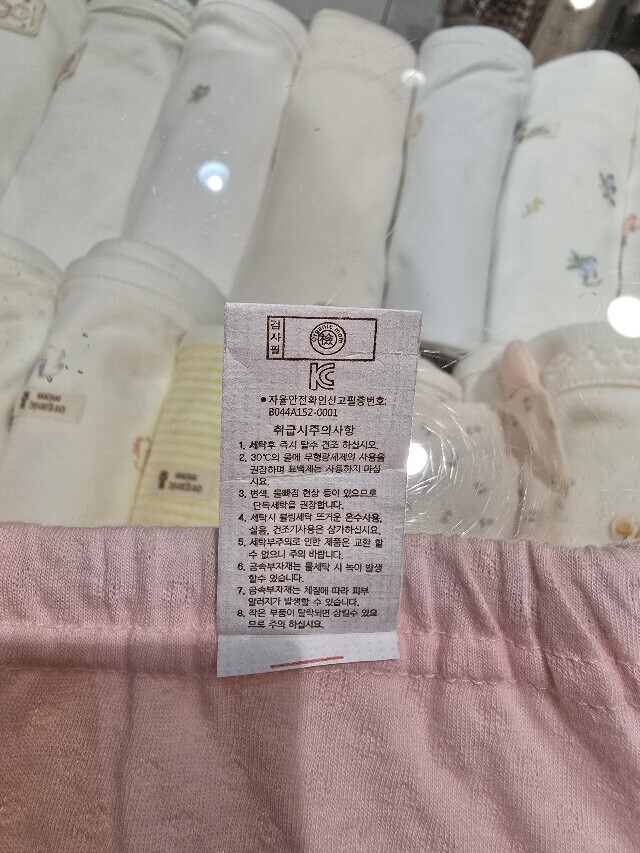 검사필
organic mom
檢
KC
• 자율안전확인신고필증번호:
B044A152-0001
취급시주의사항
1. 세탁후 즉시 탈수 건조 하십시오.
2. 30℃의 물에 무형광세제의 사용을
권장하며 표백제는 사용하지 마십
시요.
3. 변색, 물빠짐 현상 등이 있으므로
단독세탁을 권장합니다.
4. 세탁시 불림세탁 뜨거운 온수사용,
삶음, 건조기사용은 삼가하십시요.
5. 세탁부주의로 인한 제품은 교환 할
수 없으니 주의 바랍니다.
6. 금속부자재는 물세탁 시 녹이 발생
할수 있습니다.
7. 금속부자재는 체질에 따라 피부
알러지가 발생할 수 있습니다.
8. 작은 부품이 탈락되면 삼킬수 있으
므로 주의 하십시요.
organic